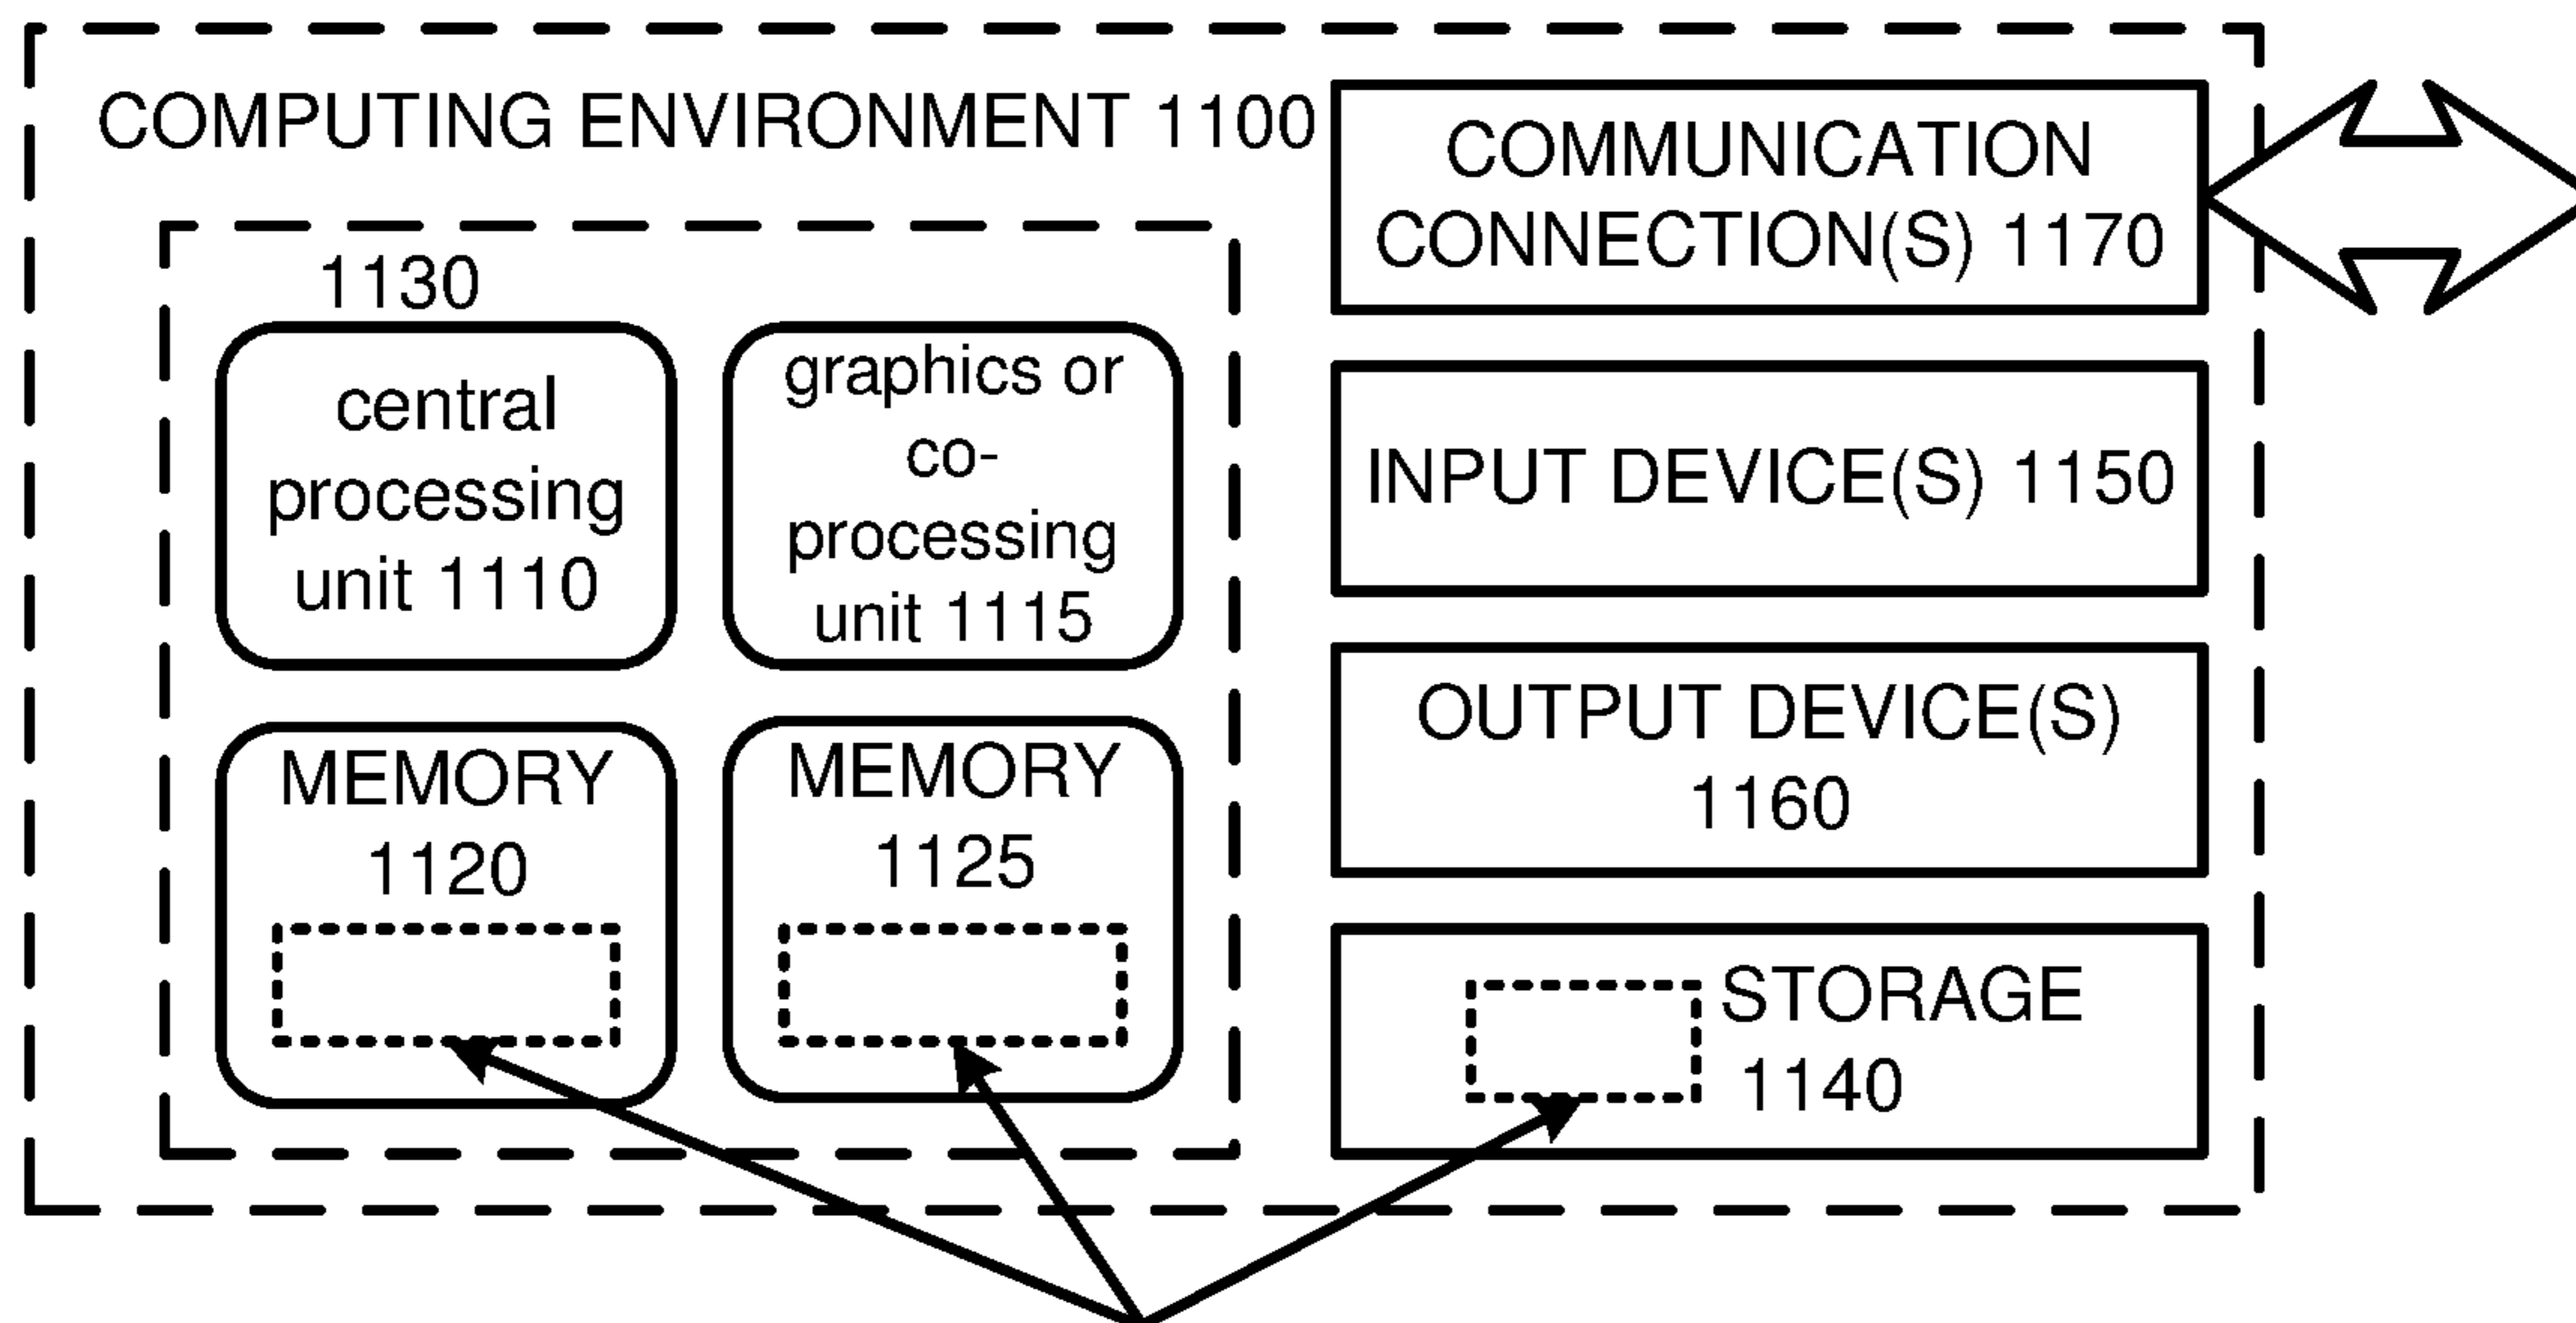 COMPUTING ENVIRONMENT 1100
1130
central
processing
unit 1110
graphics or
co-
processing
unit 1115
MEMORY
1120
MEMORY
1125
COMMUNICATION
CONNECTION(S) 1170
INPUT DEVICE(S) 1150
OUTPUT DEVICE(S)
1160
STORAGE
1140